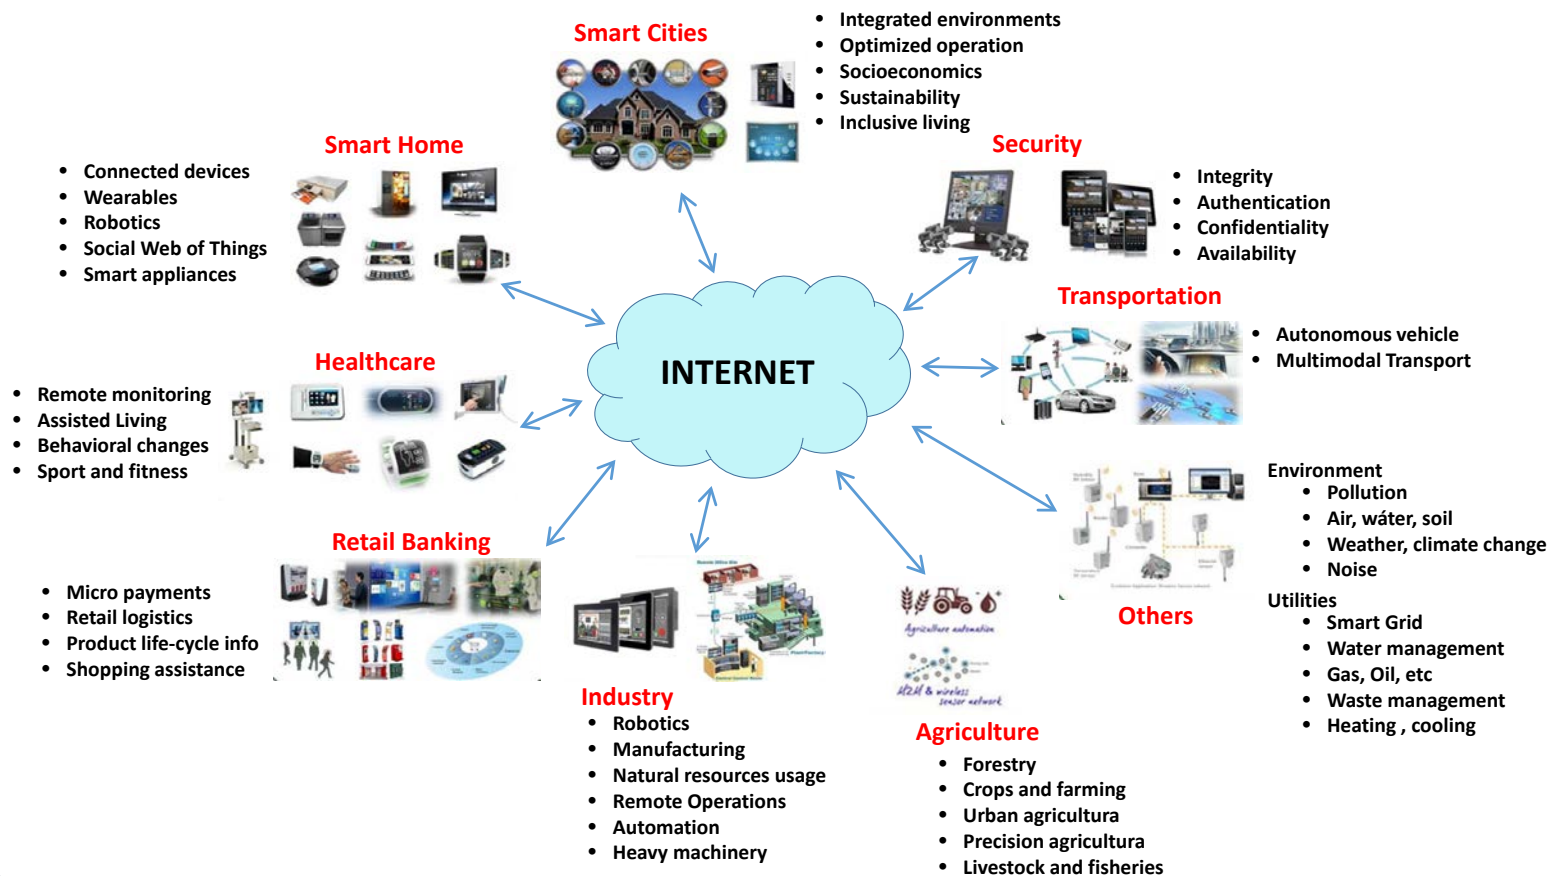 Smart Cities
• Integrated environments
• Optimized operation
• Socioeconomics
• Sustainability
• Inclusive living
Smart Home
• Connected devices
• Wearables
• Robotics
• Social Web of Things
• Smart appliances
Security
• Integrity
• Authentication
• Confidentiality
• Availability
Transportation
• Autonomous vehicle
• Multimodal Transport
INTERNET
Healthcare
• Remote monitoring
• Assisted Living
• Behavioral changes
• Sport and fitness
Environment
• Pollution
• Air, wáter, soil
• Weather, climate change
• Noise
Others
Utilities
• Smart Grid
• Water management
• Gas, Oil, etc
• Waste management
• Heating , cooling
Retail Banking
• Micro payments
• Retail logistics
• Product life-cycle info
• Shopping assistance
Industry
• Robotics
• Manufacturing
• Natural resources usage
• Remote Operations
• Automation
• Heavy machinery
Agriculture automation
M2M & wireless
sensor network
Agriculture
• Forestry
• Crops and farming
• Urban agricultura
• Precision agricultura
• Livestock and fisheries